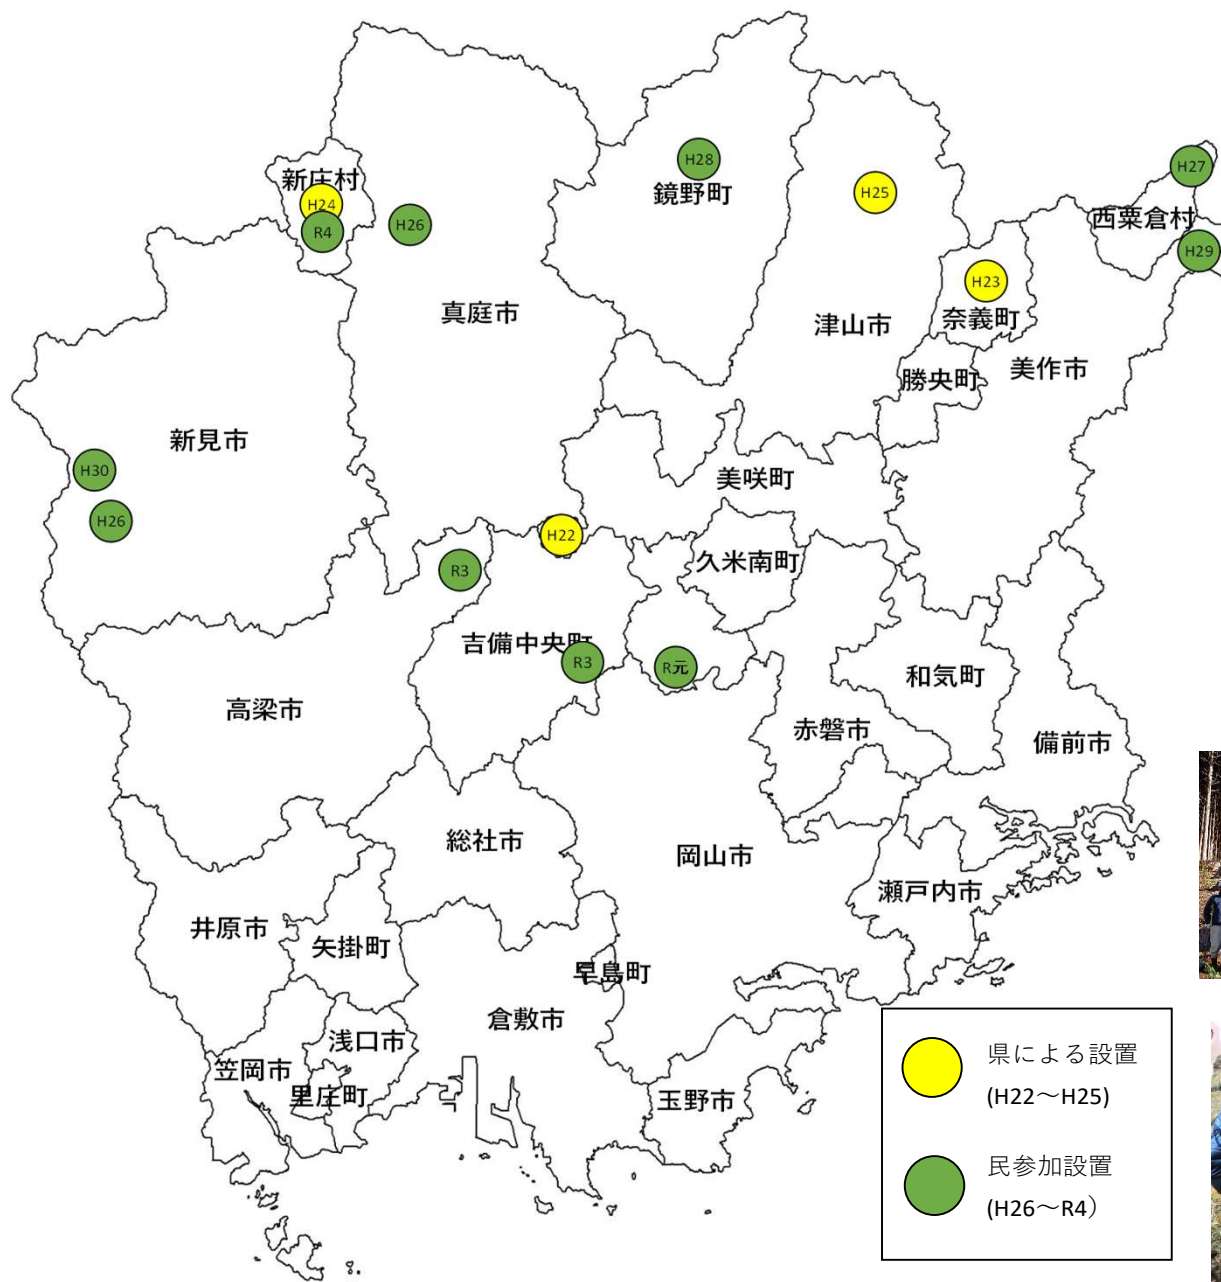 H27
H28
鏡野町
新庄村
H24
R4
H25
H26
西粟倉村
H29
H23
奈義町
真庭市
津山市
美作市
勝央町
新見市
H30
美咲町
H26
H22
久米南町
R3
吉備中央町
R3
R元
和気町
高梁市
赤磐市
備前市
総社市
岡山市
瀬戸内市
井原市
矢掛町
早島町
倉敷市
浅口市
笠岡市
里庄町
玉野市
県による設置
(H22～H25)
民参加設置
(H26～R4）